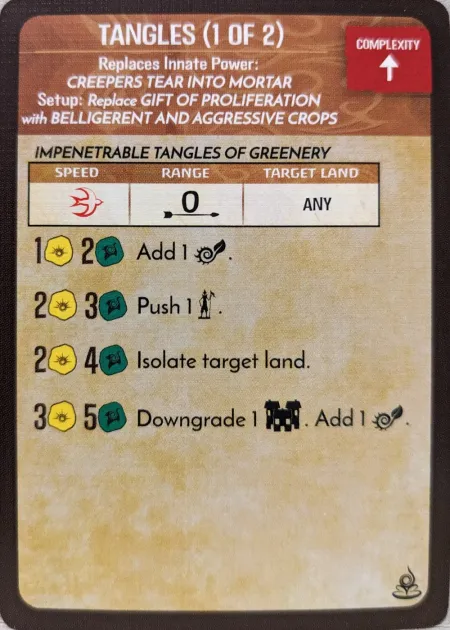 TANGLES (1 OF 2)
COMPLEXITY
Replaces Innate Power:
CREEPERS TEAR INTO MORTAR
Setup: Replace GIFT OF PROLIFERATION
with BELLIGERENT AND AGGRESSIVE CROPS
IMPENETRABLE TANGLES OF GREENERY
SPEED RANGE TARGET LAND
0 ANY
1 2 Add 1 .
2 3 Push 1 .
2 4 Isolate target land.
3 5 Downgrade 1 . Add 1 .